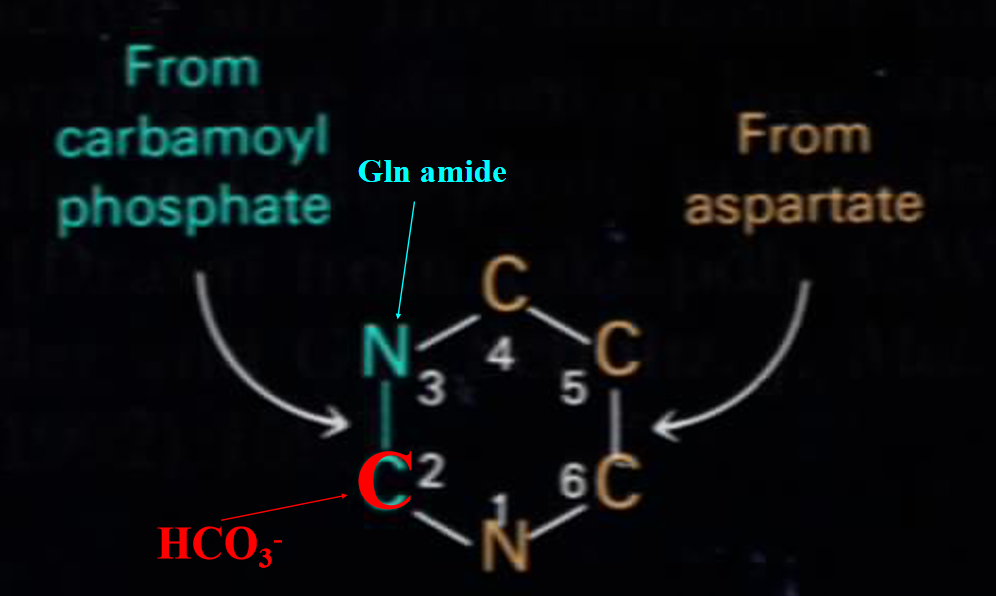 From
carbamoyl
phosphate
Gln amide
From
aspartate
C
N
4
C
3
5
C
2
6
C
1
N
HCO₃⁻